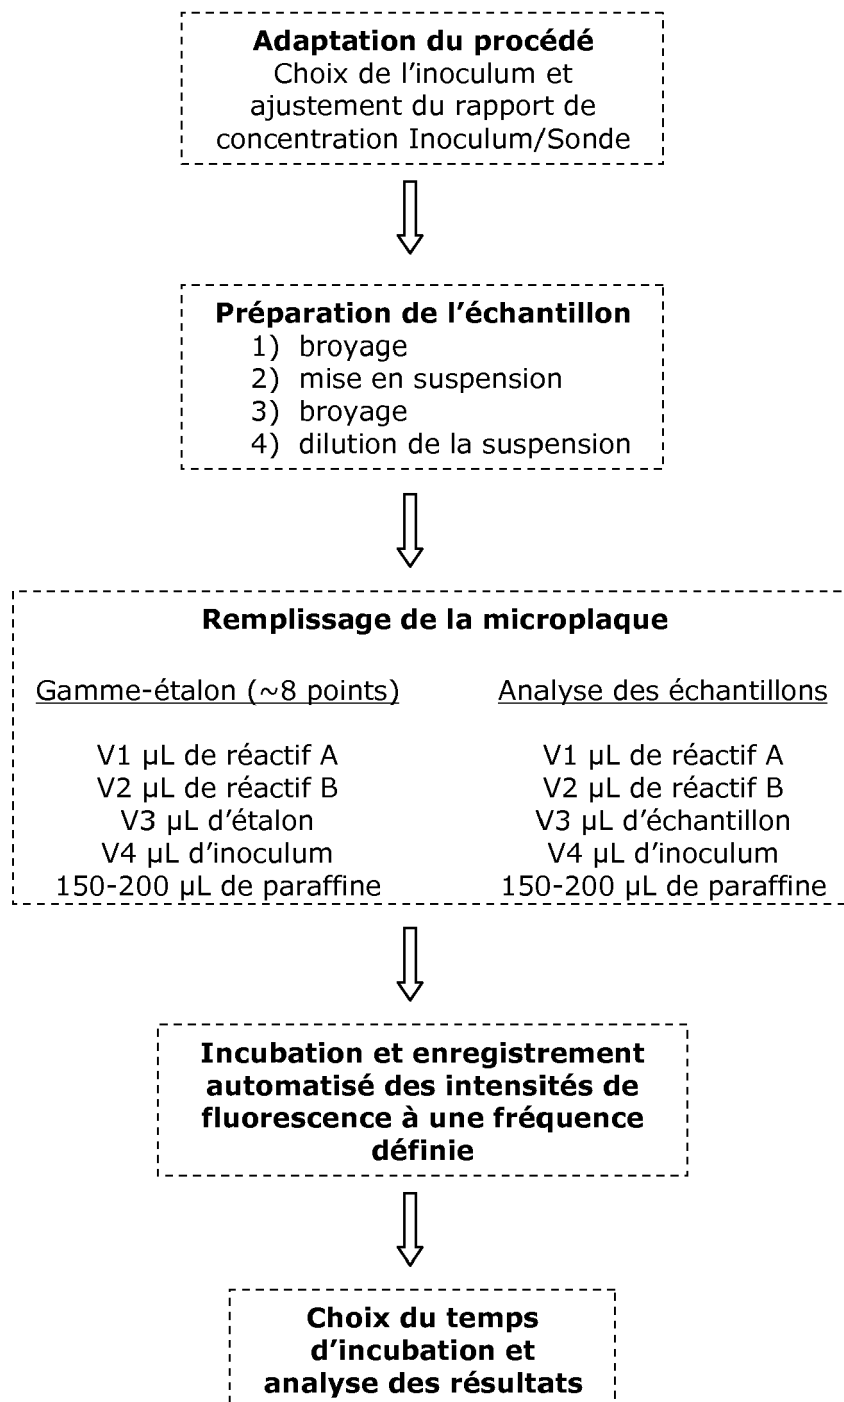 Adaptation du procédé
Choix de l'inoculum et
ajustement du rapport de
concentration Inoculum/Sonde
Préparation de l'échantillon
1) broyage
2) mise en suspension
3) broyage
4) dilution de la suspension
Remplissage de la microplaque
Gamme-étalon (~8 points)
V1 µL de réactif A
V2 µL de réactif B
V3 µL d'étalon
V4 µL d'inoculum
150-200 µL de paraffine
Analyse des échantillons
V1 µL de réactif A
V2 µL de réactif B
V3 µL d'échantillon
V4 µL d'inoculum
150-200 µL de paraffine
Incubation et enregistrement
automatisé des intensités de
fluorescence à une fréquence
définie
Choix du temps
d'incubation et
analyse des résultats